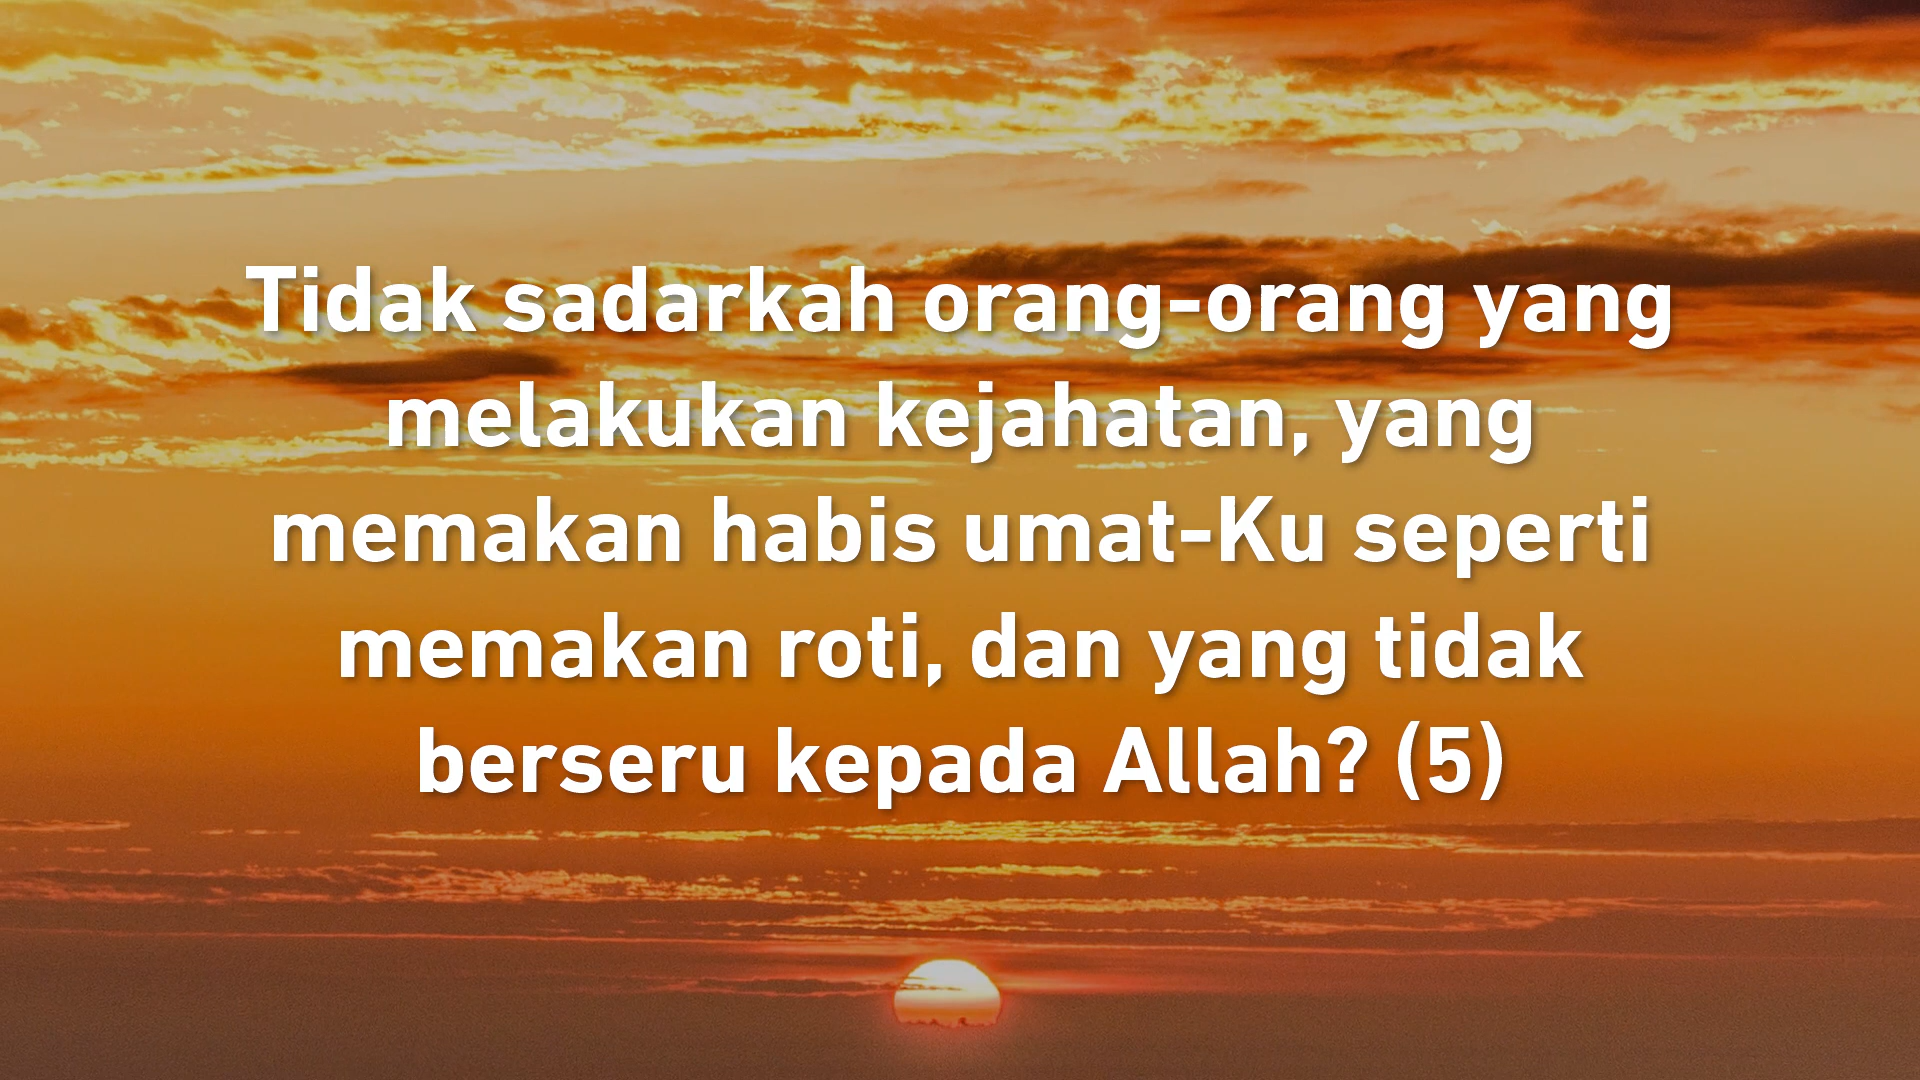 Tidak sadarkah orang-orang yang
melakukan kejahatan, yang
memakan habis umat-Ku seperti
memakan roti, dan yang tidak
berseru kepada Allah? (5)